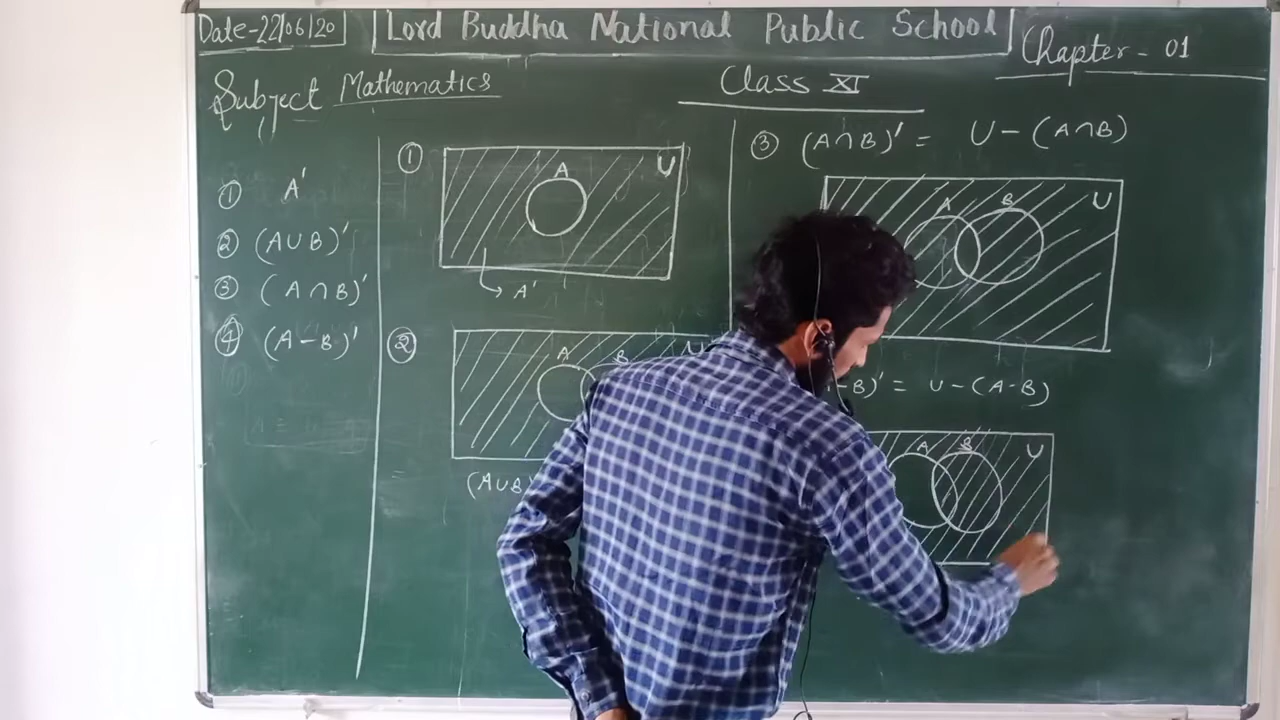 Date-22/06/20
Lord Buddha National Public School
Chapter - 01
Subject Mathematics
Class XI
① A'
② (A∪B)'
③ (A∩B)'
④ (A-B)'
①
A
U
A'
②
A
B
U
(A∪B
③ (A∩B)' = U-(A∩B)
A
B
U
-B)' = U-(A-B)
A
B
U